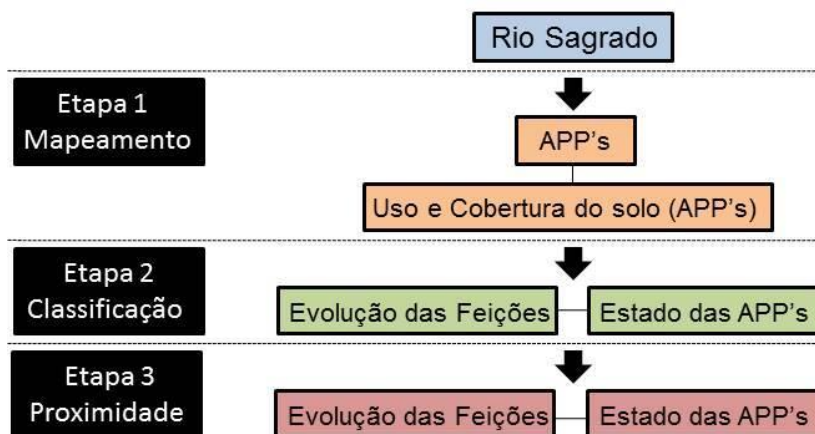 Rio Sagrado
Etapa 1
Mapeamento
APP's
Uso e Cobertura do solo (APP's)
Etapa 2
Classificação
Evolução das Feições
Estado das APP's
Etapa 3
Proximidade
Evolução das Feições
Estado das APP's